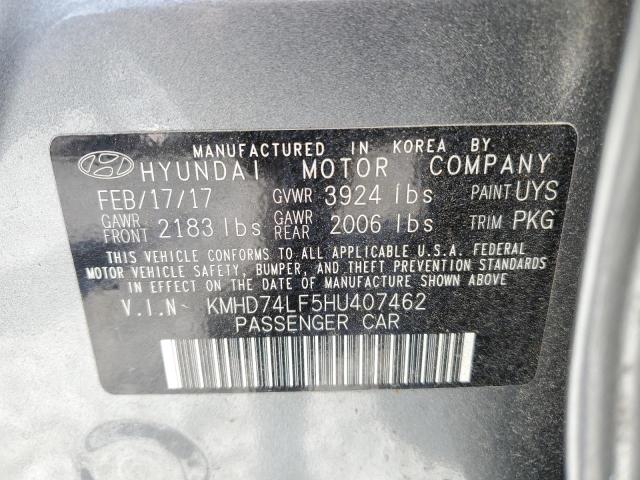 MANUFACTURED IN KOREA BY
HYUNDAI MOTOR COMPANY
FEB/17/17 GVWR 3924 lbs PAINT UYS
GAWR FRONT 2183 lbs GAWR REAR 2006 lbs TRIM PKG
THIS VEHICLE CONFORMS TO ALL APPLICABLE U.S.A. FEDERAL
MOTOR VEHICLE SAFETY, BUMPER, AND THEFT PREVENTION STANDARDS
IN EFFECT ON THE DATE OF MANUFACTURE SHOWN ABOVE.
V.I.N- KMHD74LF5HU407462
PASSENGER CAR